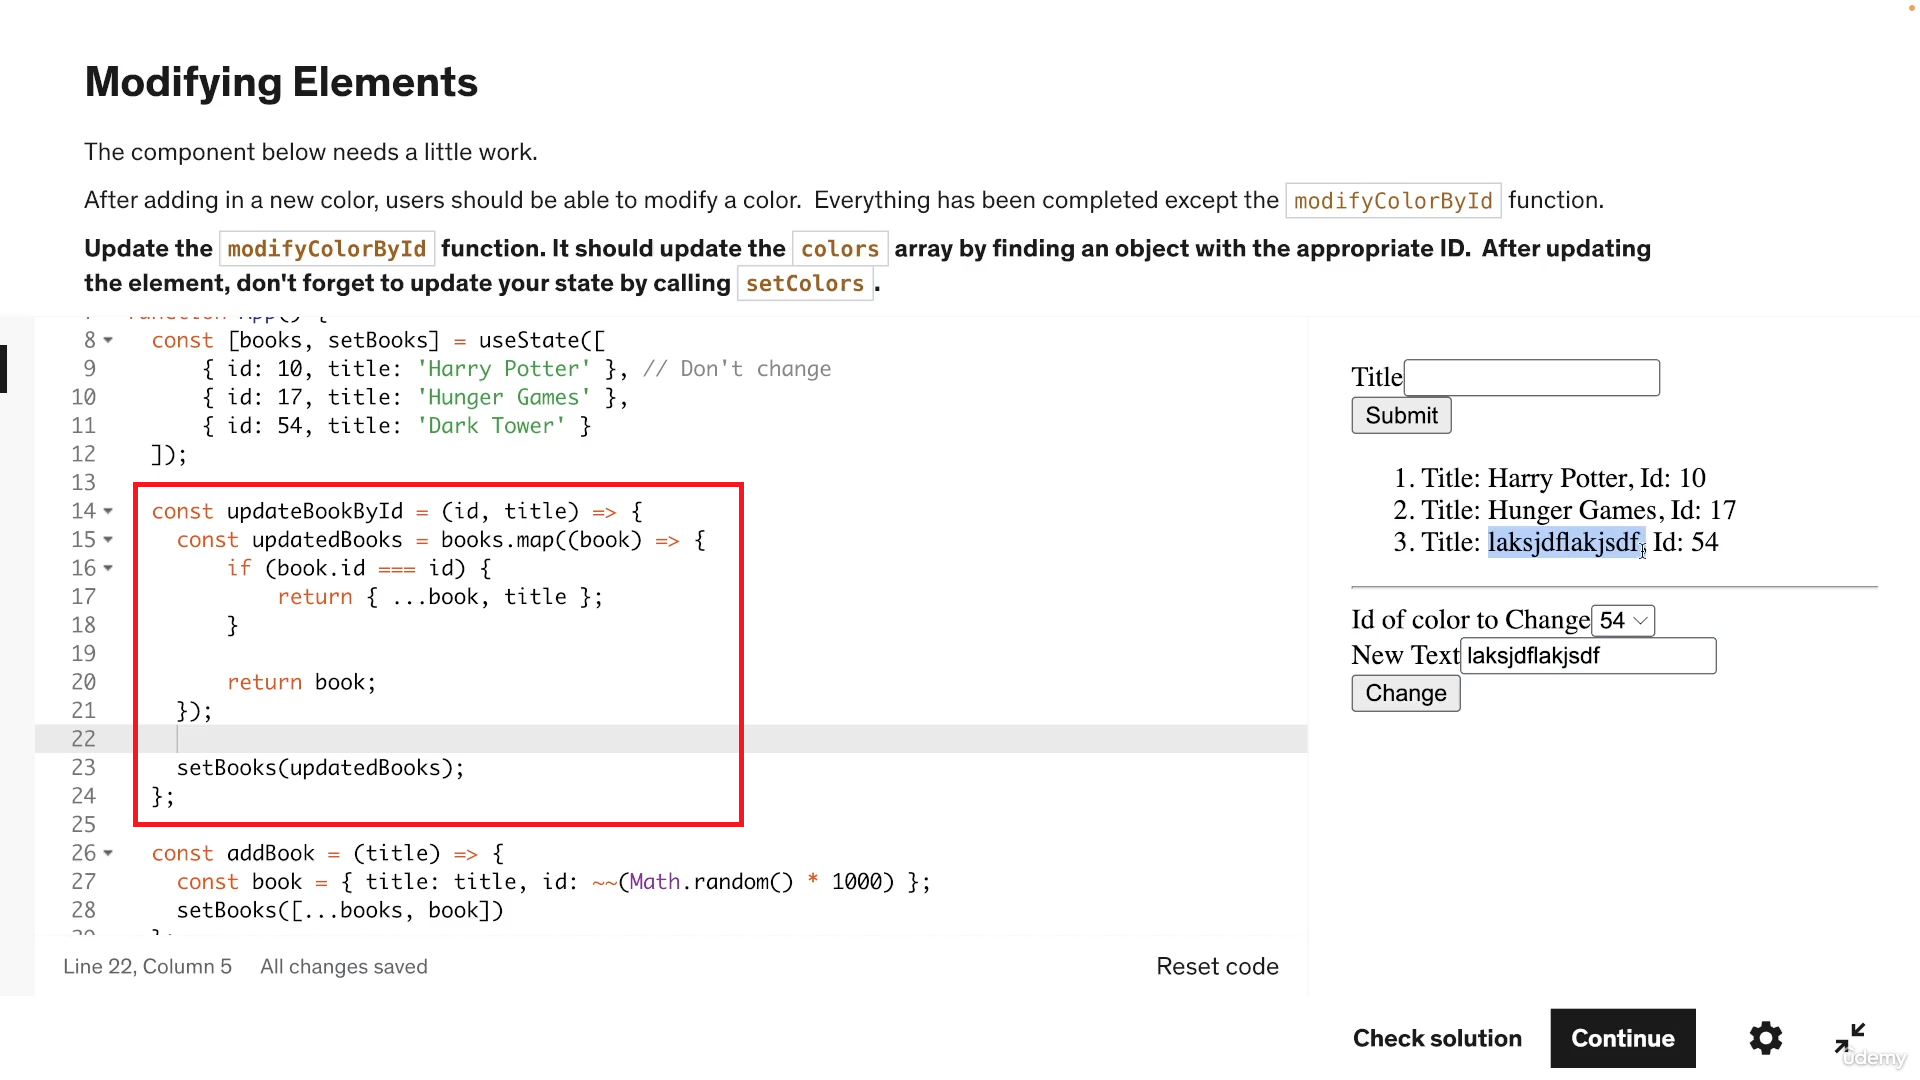 Modifying Elements
The component below needs a little work.
After adding in a new color, users should be able to modify a color. Everything has been completed except the modifyColorById function.
Update the modifyColorById function. It should update the colors array by finding an object with the appropriate ID. After updating
the element, don't forget to update your state by calling setColors.
function App() {
8 const [books, setBooks] = useState([
9 { id: 10, title: 'Harry Potter' }, // Don't change
10 { id: 17, title: 'Hunger Games' },
11 { id: 54, title: 'Dark Tower' }
12 ]);
13
14 const updateBookById = (id, title) => {
15 const updatedBooks = books.map((book) => {
16 if (book.id === id) {
17 return { ...book, title };
18 }
19
20 return book;
21 });
22
23 setBooks(updatedBooks);
24 };
25
26 const addBook = (title) => {
27 const book = { title: title, id: ~~(Math.random() * 1000) };
28 setBooks([...books, book])
Line 22, Column 5 All changes saved Reset code
Title
Submit
1. Title: Harry Potter, Id: 10
2. Title: Hunger Games, Id: 17
3. Title: laksjdflakjsdf, Id: 54
Id of color to Change 54
New Text laksjdflakjsdf
Change
Check solution Continue
ûdemy